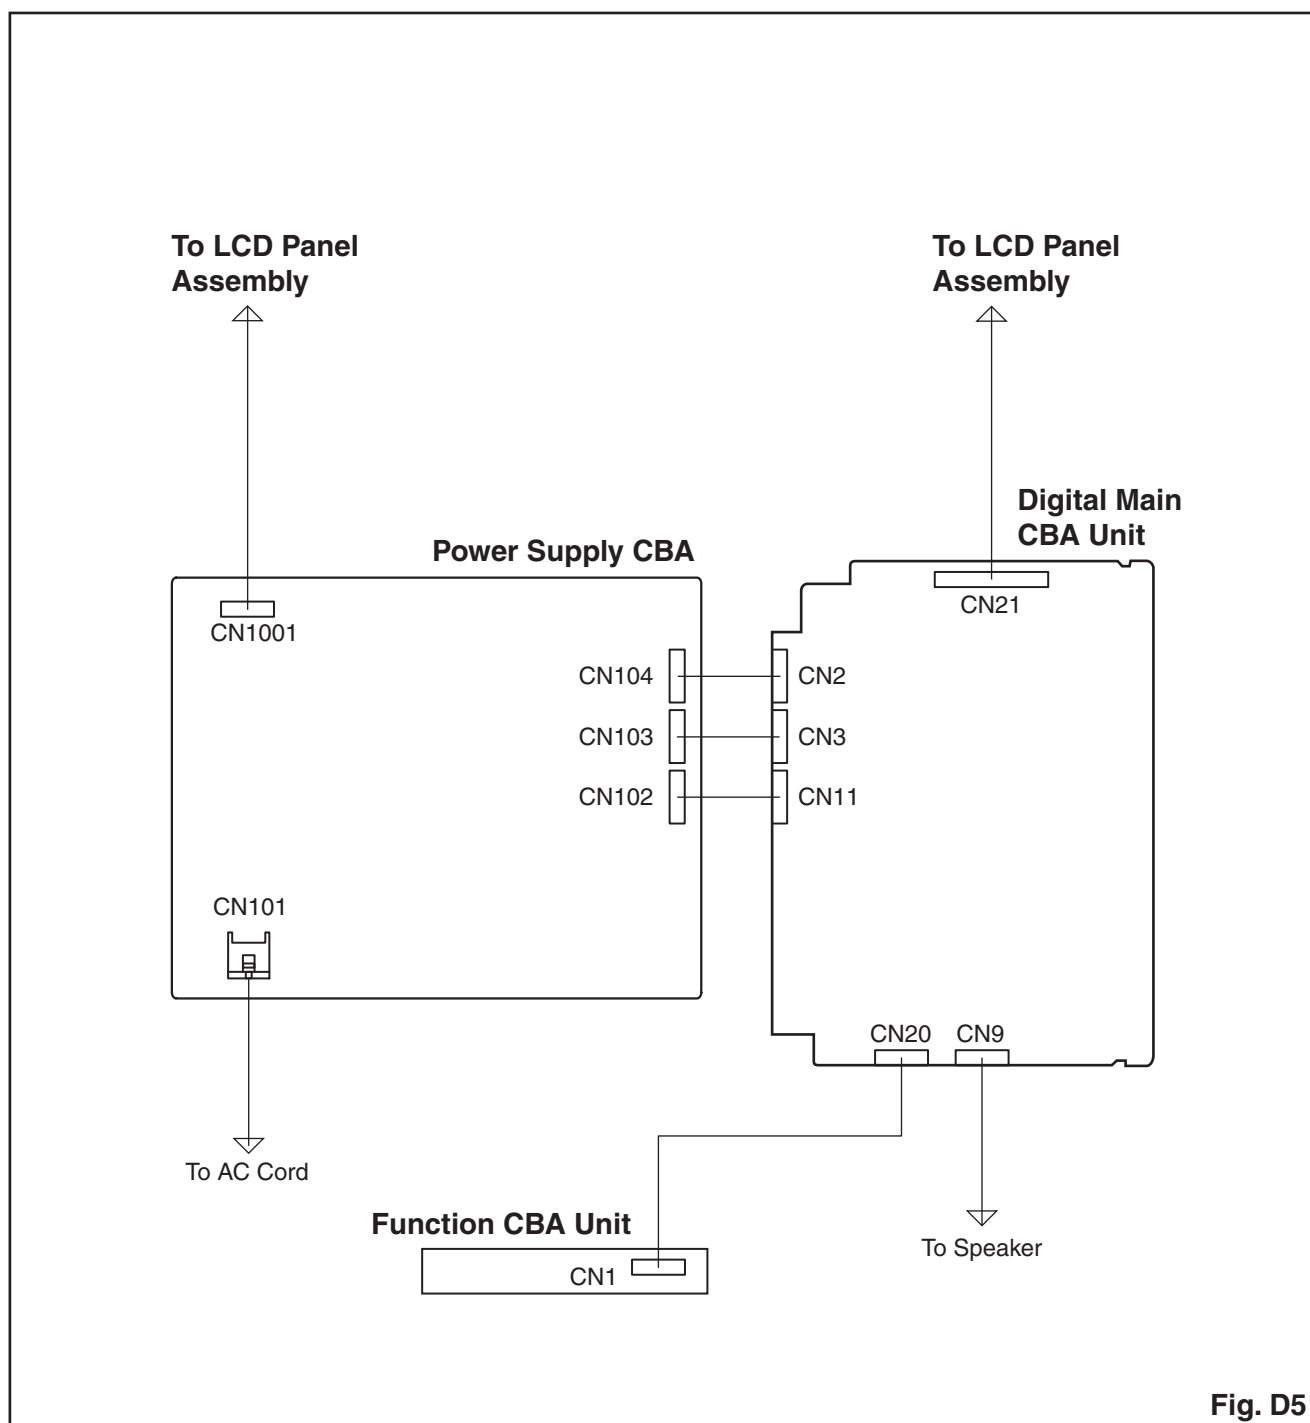 To LCD Panel
Assembly
To LCD Panel
Assembly
Digital Main
CBA Unit
Power Supply CBA
CN21
CN1001
CN104
CN2
CN103
CN3
CN102
CN11
CN101
CN20
CN9
To AC Cord
Function CBA Unit
To Speaker
CN1
Fig. D5